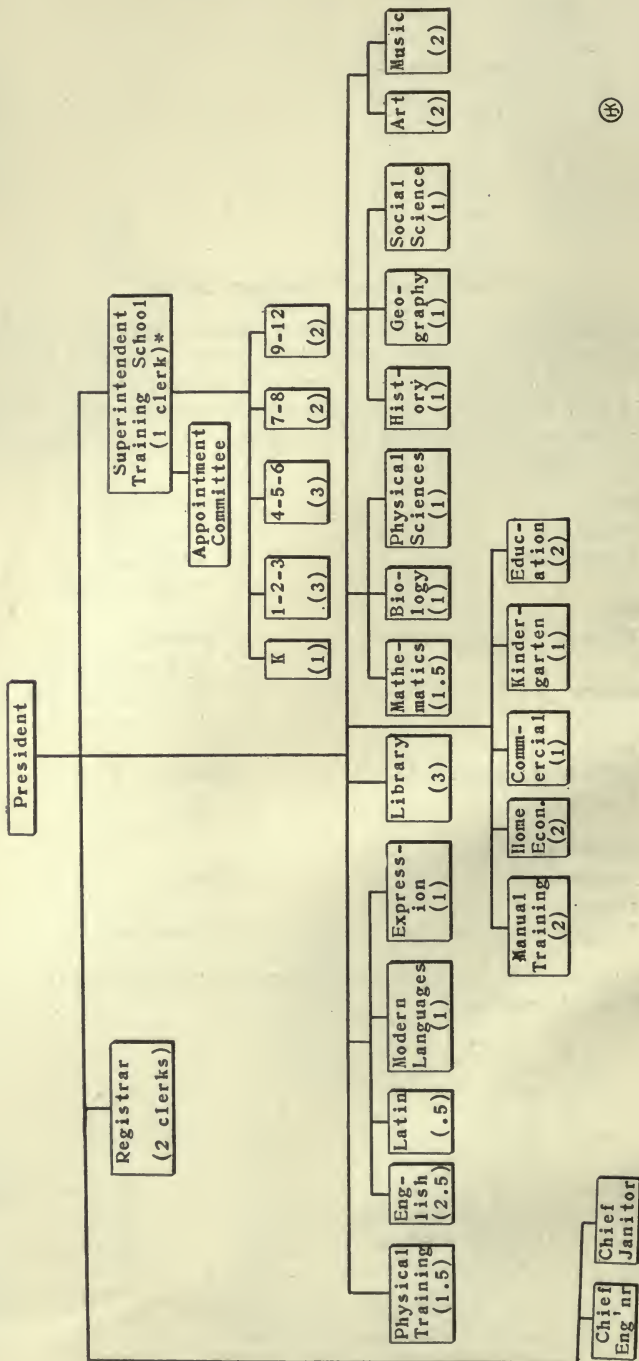 President
Registrar
(2 clerks)
Superintendent
Training School
(1 clerk)*
Appointment
Committee
K
(1)
1-2-3
(3)
4-5-6
(3)
7-8
(2)
9-12
(2)
Physical
Training
(1.5)
Eng-
lish
(2.5)
Latin
(.5)
Modern
Languages
(1)
Express-
ion
(1)
Library
(3)
Mathe-
matics
(1.5)
Bio-
logy
(1)
Physical
Sciences
(1)
Hist-
ory
(1)
Geo-
graphy
(1)
Social
Science
(1)
Art
(2)
Music
(2)
Manual
Training
(2)
Home
Econ.
(2)
Comm-
ercial
(1)
Kinder-
garten
(1)
Educ-
ation
(2)
Chief
Eng'nr
Chief
Janitor